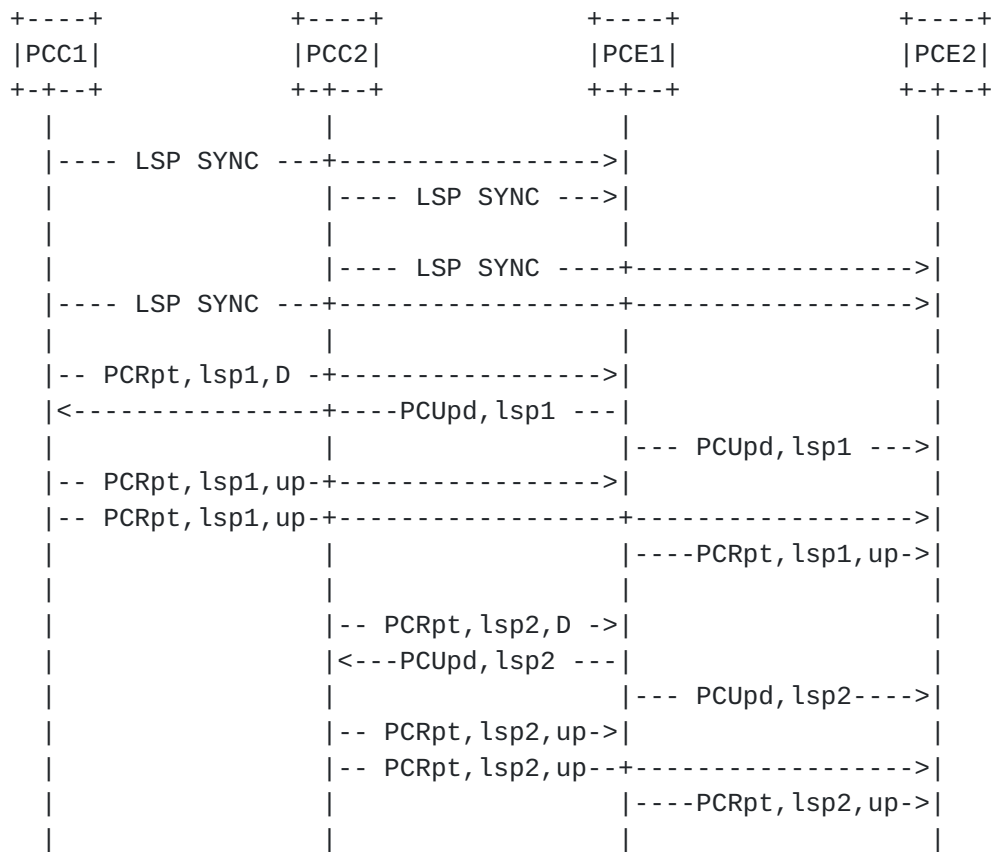 +----+          +----+           +----+            +----+
|PCC1|          |PCC2|           |PCE1|            |PCE2|
+-+--+          +-+--+           +-+--+            +-+--+
  |               |                |                 |
  |---- LSP SYNC ---+----------------->|                 |
  |               |---- LSP SYNC --->|                 |
  |               |                |                 |
  |               |---- LSP SYNC ----+----------------->|
  |---- LSP SYNC ---+----------------+----------------->|
  |               |                |                 |
  |-- PCRpt,lsp1,D -+---------------->|                 |
  |<---------------+----PCUpd,lsp1 ---|                 |
  |               |                |--- PCUpd,lsp1 --->|
  |-- PCRpt,lsp1,up-+---------------->|                 |
  |-- PCRpt,lsp1,up-+----------------+----------------->|
  |               |                |----PCRpt,lsp1,up->|
  |               |                |                 |
  |               |-- PCRpt,lsp2,D ->|                 |
  |               |<---PCUpd,lsp2 ---|                 |
  |               |                |--- PCUpd,lsp2---->|
  |               |-- PCRpt,lsp2,up->|                 |
  |               |-- PCRpt,lsp2,up--+----------------->|
  |               |                |----PCRpt,lsp2,up->|
  |               |                |                 |